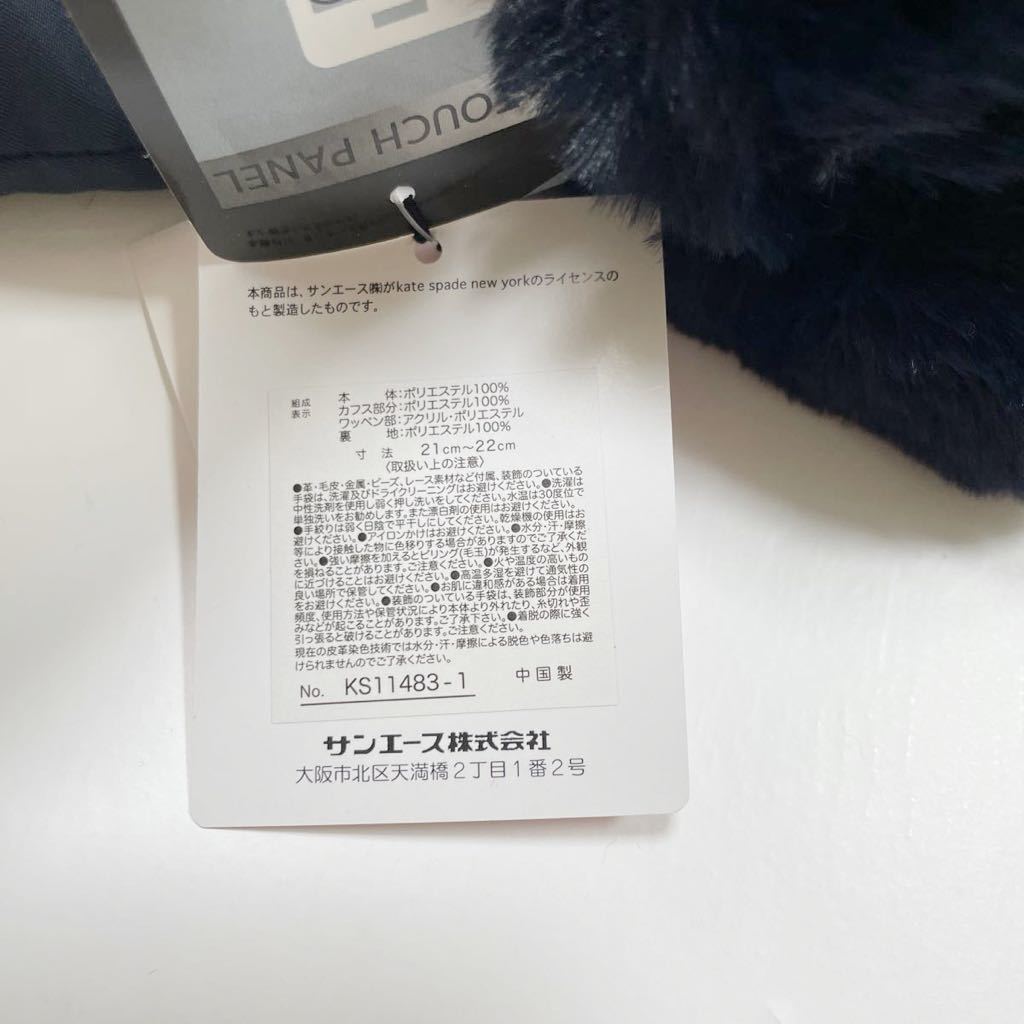 TOUCH PANEL
本商品は、サンエース㈱がkate spade new yorkのライセンスの
もと製造したものです。
組成
表示
本　　体：ポリエステル100%
カフス部分：ポリエステル100%
ワッペン部：アクリル・ポリエステル
裏　　地：ポリエステル100%
寸　法　21cm～22cm
〈取扱い上の注意〉
●革・毛皮・金属・ビーズ、レース素材など付属、装飾のついている
手袋は、洗濯及びドライクリーニングはお避けください。●洗濯は
中性洗剤を使用し弱く押し洗いをしてください。水温は30度位で
単独洗いをお勧めします。また漂白剤の使用はお避けください。
●手絞りは弱く日陰で平干しにしてください。乾燥機の使用はお
避けください。●アイロンかけはお避けください。●水分・汗・摩擦
等により接触した物に色移りする場合がありますのでご了承くださ
い。●強い摩擦を加えるとピリング(毛玉)が発生するなど、外観
を損ねることがあります。ご注意ください。●火や温度の高いもの
に近づけることはお避けください。●高温多湿を避けて通気性の
良い場所で保管してください。●お肌に違和感がある場合は着用
をお避けください。●装飾のついている手袋は、装飾部分が使用
頻度、使用方法や保管状況により本体より外れたり、糸切れや歪
みなどが起こることがあります。ご了承下さい。●着脱の際に強く
引っ張ると破けることがあります。ご注意ください。
現在の皮革染色技術では水分・汗・摩擦による脱色や色落ちは避
けられませんのでご了承ください。
No. KS11483-1　中国製
サンエース株式会社
大阪市北区天満橋2丁目1番2号